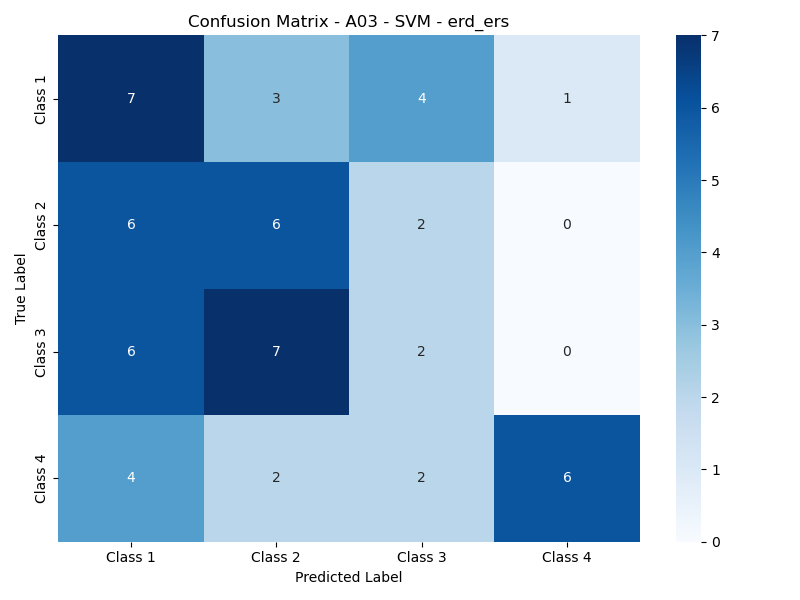 Confusion Matrix - A03 - SVM - erd_ers
True Label
Class 1
7 3 4 1
Class 2
6 6 2 0
Class 3
6 7 2 0
Class 4
4 2 2 6
Class 1 Class 2 Class 3 Class 4
Predicted Label
7
6
5
4
3
2
1
0